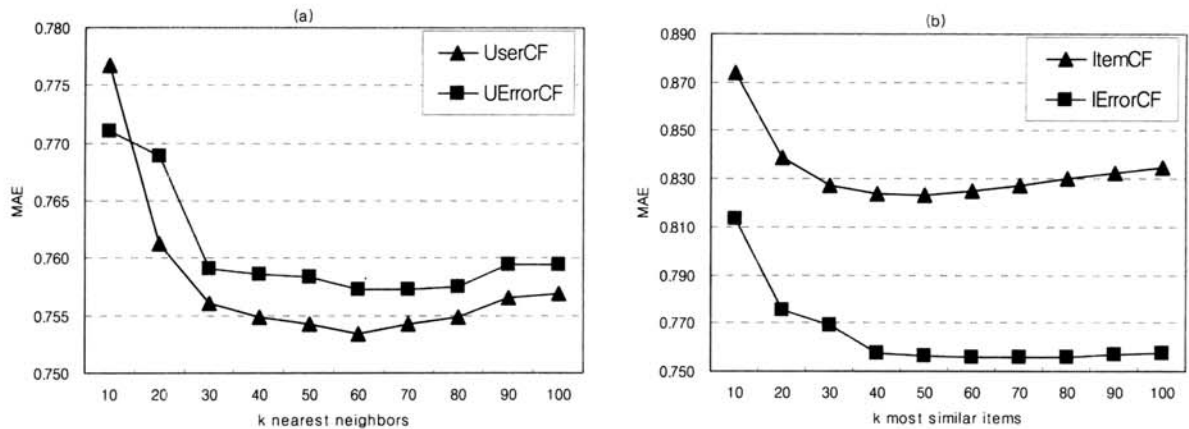 (a)
0.780
0.775
0.770
0.765
0.760
0.755
0.750
MAE
UserCF
UErrorCF
10 20 30 40 50 60 70 80 90 100
k nearest neighbors
(b)
0.890
0.870
0.850
0.830
0.810
0.790
0.770
0.750
MAE
ItemCF
IErrorCF
10 20 30 40 50 60 70 80 90 100
k most similar items